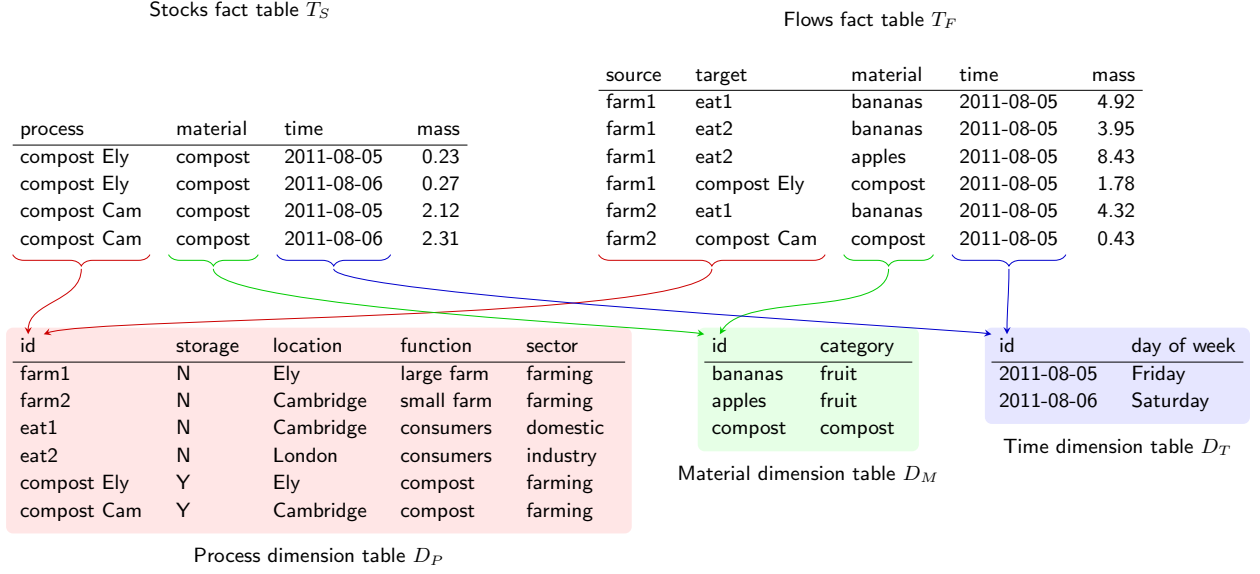 Stocks fact table T_S
process material time mass
compost Ely compost 2011-08-05 0.23
compost Ely compost 2011-08-06 0.27
compost Cam compost 2011-08-05 2.12
compost Cam compost 2011-08-06 2.31
Flows fact table T_F
source target material time mass
farm1 eat1 bananas 2011-08-05 4.92
farm1 eat2 bananas 2011-08-05 3.95
farm1 eat2 apples 2011-08-05 8.43
farm1 compost Ely compost 2011-08-05 1.78
farm2 eat1 bananas 2011-08-05 4.32
farm2 compost Cam compost 2011-08-05 0.43
id storage location function sector
farm1 N Ely large farm farming
farm2 N Cambridge small farm farming
eat1 N Cambridge consumers domestic
eat2 N London consumers industry
compost Ely Y Ely compost farming
compost Cam Y Cambridge compost farming
Process dimension table D_P
id category
bananas fruit
apples fruit
compost compost
Material dimension table D_M
id day of week
2011-08-05 Friday
2011-08-06 Saturday
Time dimension table D_T